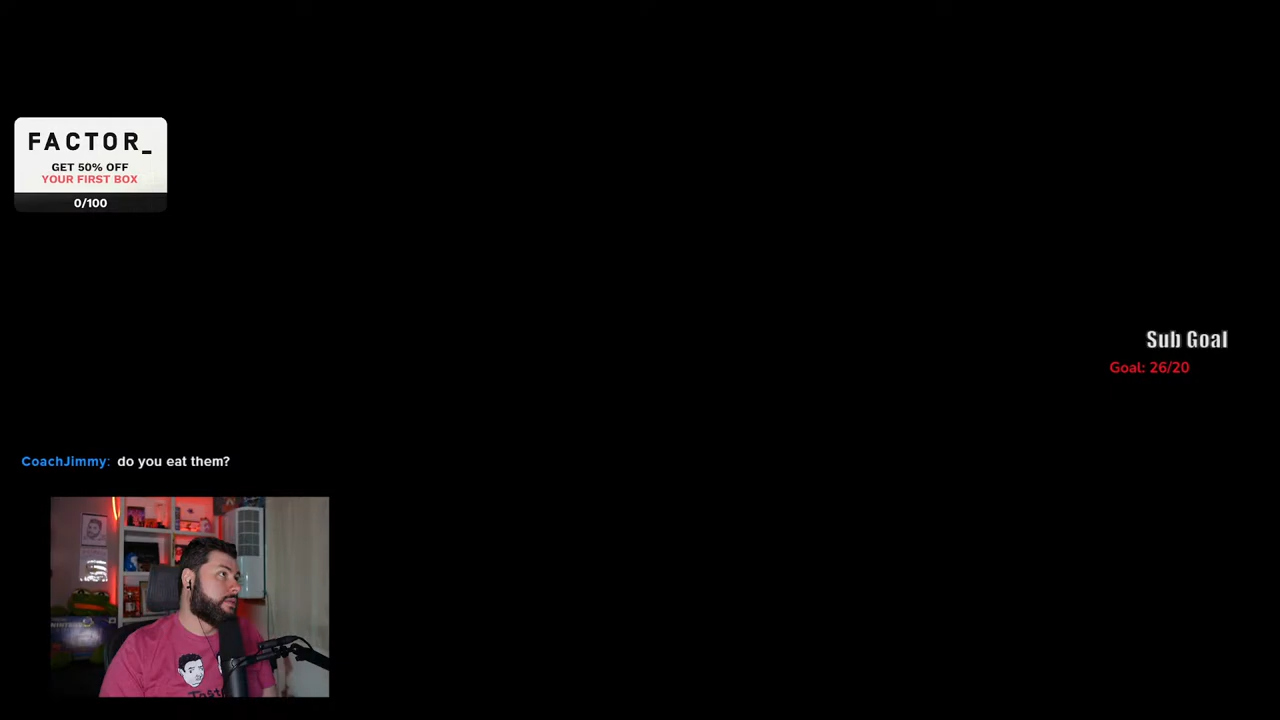 FACTOR_
GET 50% OFF
YOUR FIRST BOX
0/100
Sub Goal
Goal: 26/20
CoachJimmy: do you eat them?